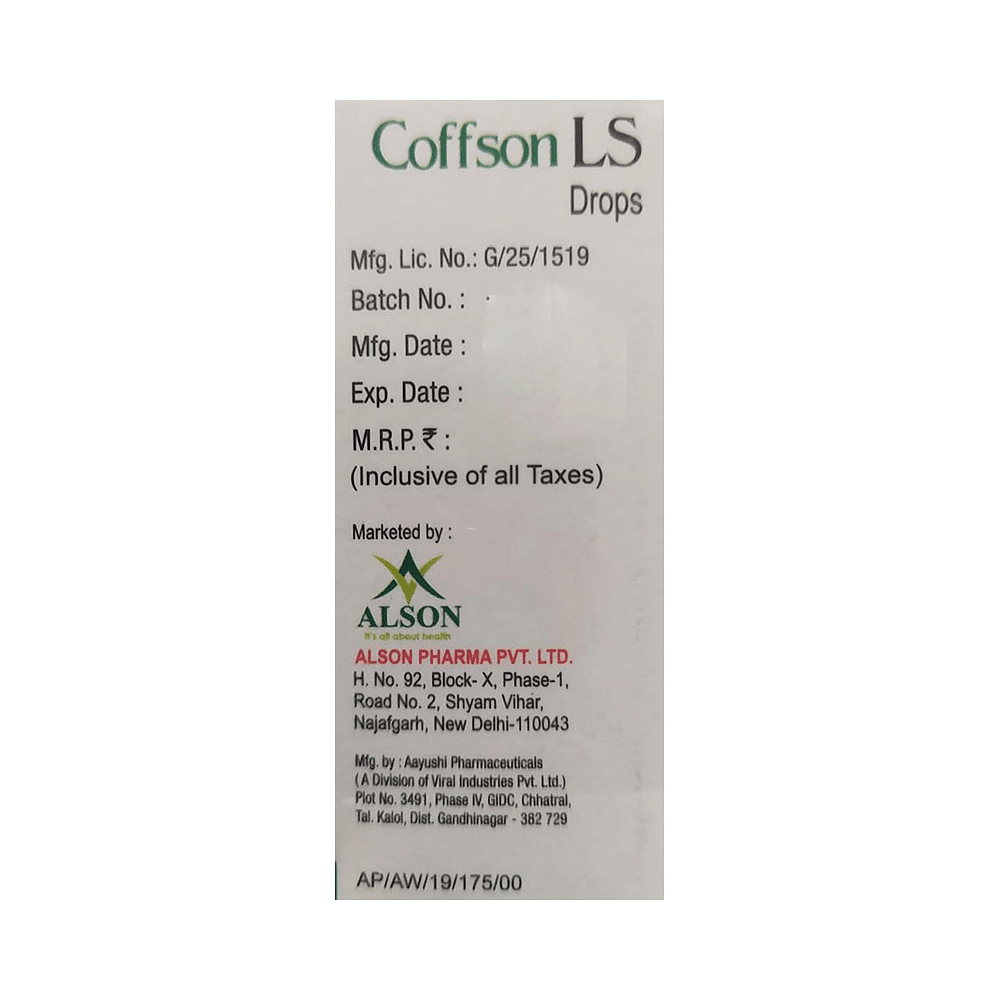 Coffson LS
Drops
Mfg. Lic. No.: G/25/1519
Batch No. :
Mfg. Date :
Exp. Date :
M.R.P. ₹ :
(Inclusive of all Taxes)
Marketed by :
ALSON
It's all about health
ALSON PHARMA PVT. LTD.
H. No. 92, Block- X, Phase-1,
Road No. 2, Shyam Vihar,
Najafgarh, New Delhi-110043
Mfg. by : Aayushi Pharmaceuticals
(A Division of Viral Industries Pvt. Ltd.)
Plot No. 3491, Phase IV, GIDC, Chhatral,
Tal. Kalol, Dist. Gandhinagar - 382 729
AP/AW/19/175/00